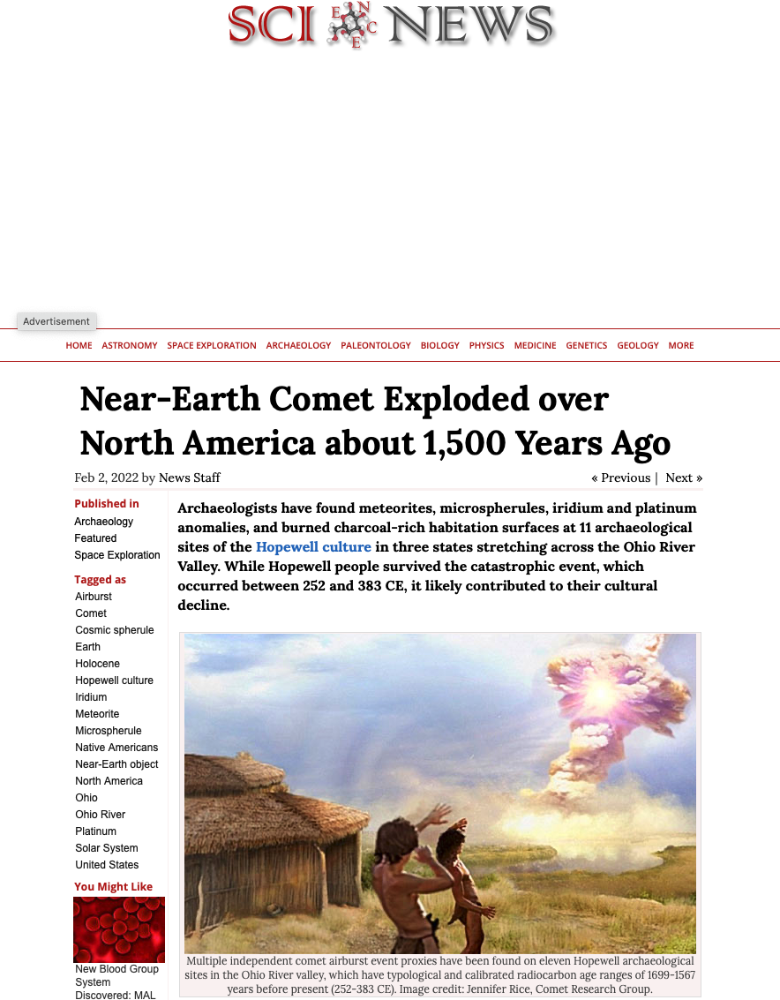 SCI ENCE NEWS
Advertisement
HOME ASTRONOMY SPACE EXPLORATION ARCHAEOLOGY PALEONTOLOGY BIOLOGY PHYSICS MEDICINE GENETICS GEOLOGY MORE
Near-Earth Comet Exploded over
North America about 1,500 Years Ago
Feb 2, 2022 by News Staff
« Previous | Next »
Published in
Archaeology
Featured
Space Exploration
Tagged as
Airburst
Comet
Cosmic spherule
Earth
Holocene
Hopewell culture
Iridium
Meteorite
Microspherule
Native Americans
Near-Earth object
North America
Ohio
Ohio River
Platinum
Solar System
United States
You Might Like
New Blood Group
System
Discovered: MAL
Archaeologists have found meteorites, microspherules, iridium and platinum
anomalies, and burned charcoal-rich habitation surfaces at 11 archaeological
sites of the Hopewell culture in three states stretching across the Ohio River
Valley. While Hopewell people survived the catastrophic event, which
occurred between 252 and 383 CE, it likely contributed to their cultural
decline.
Multiple independent comet airburst event proxies have been found on eleven Hopewell archaeological
sites in the Ohio River valley, which have typological and calibrated radiocarbon age ranges of 1699-1567
years before present (252-383 CE). Image credit: Jennifer Rice, Comet Research Group.